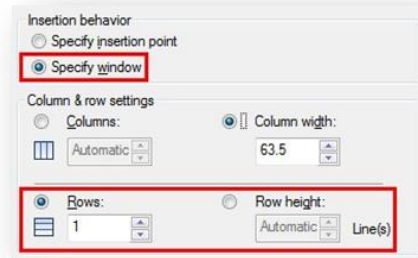 Insertion behavior
Specify insertion point
Specify window
Column & row settings
Columns: Column width:
Automatic 63.5
Rows: Row height:
1 Automatic Line(s)